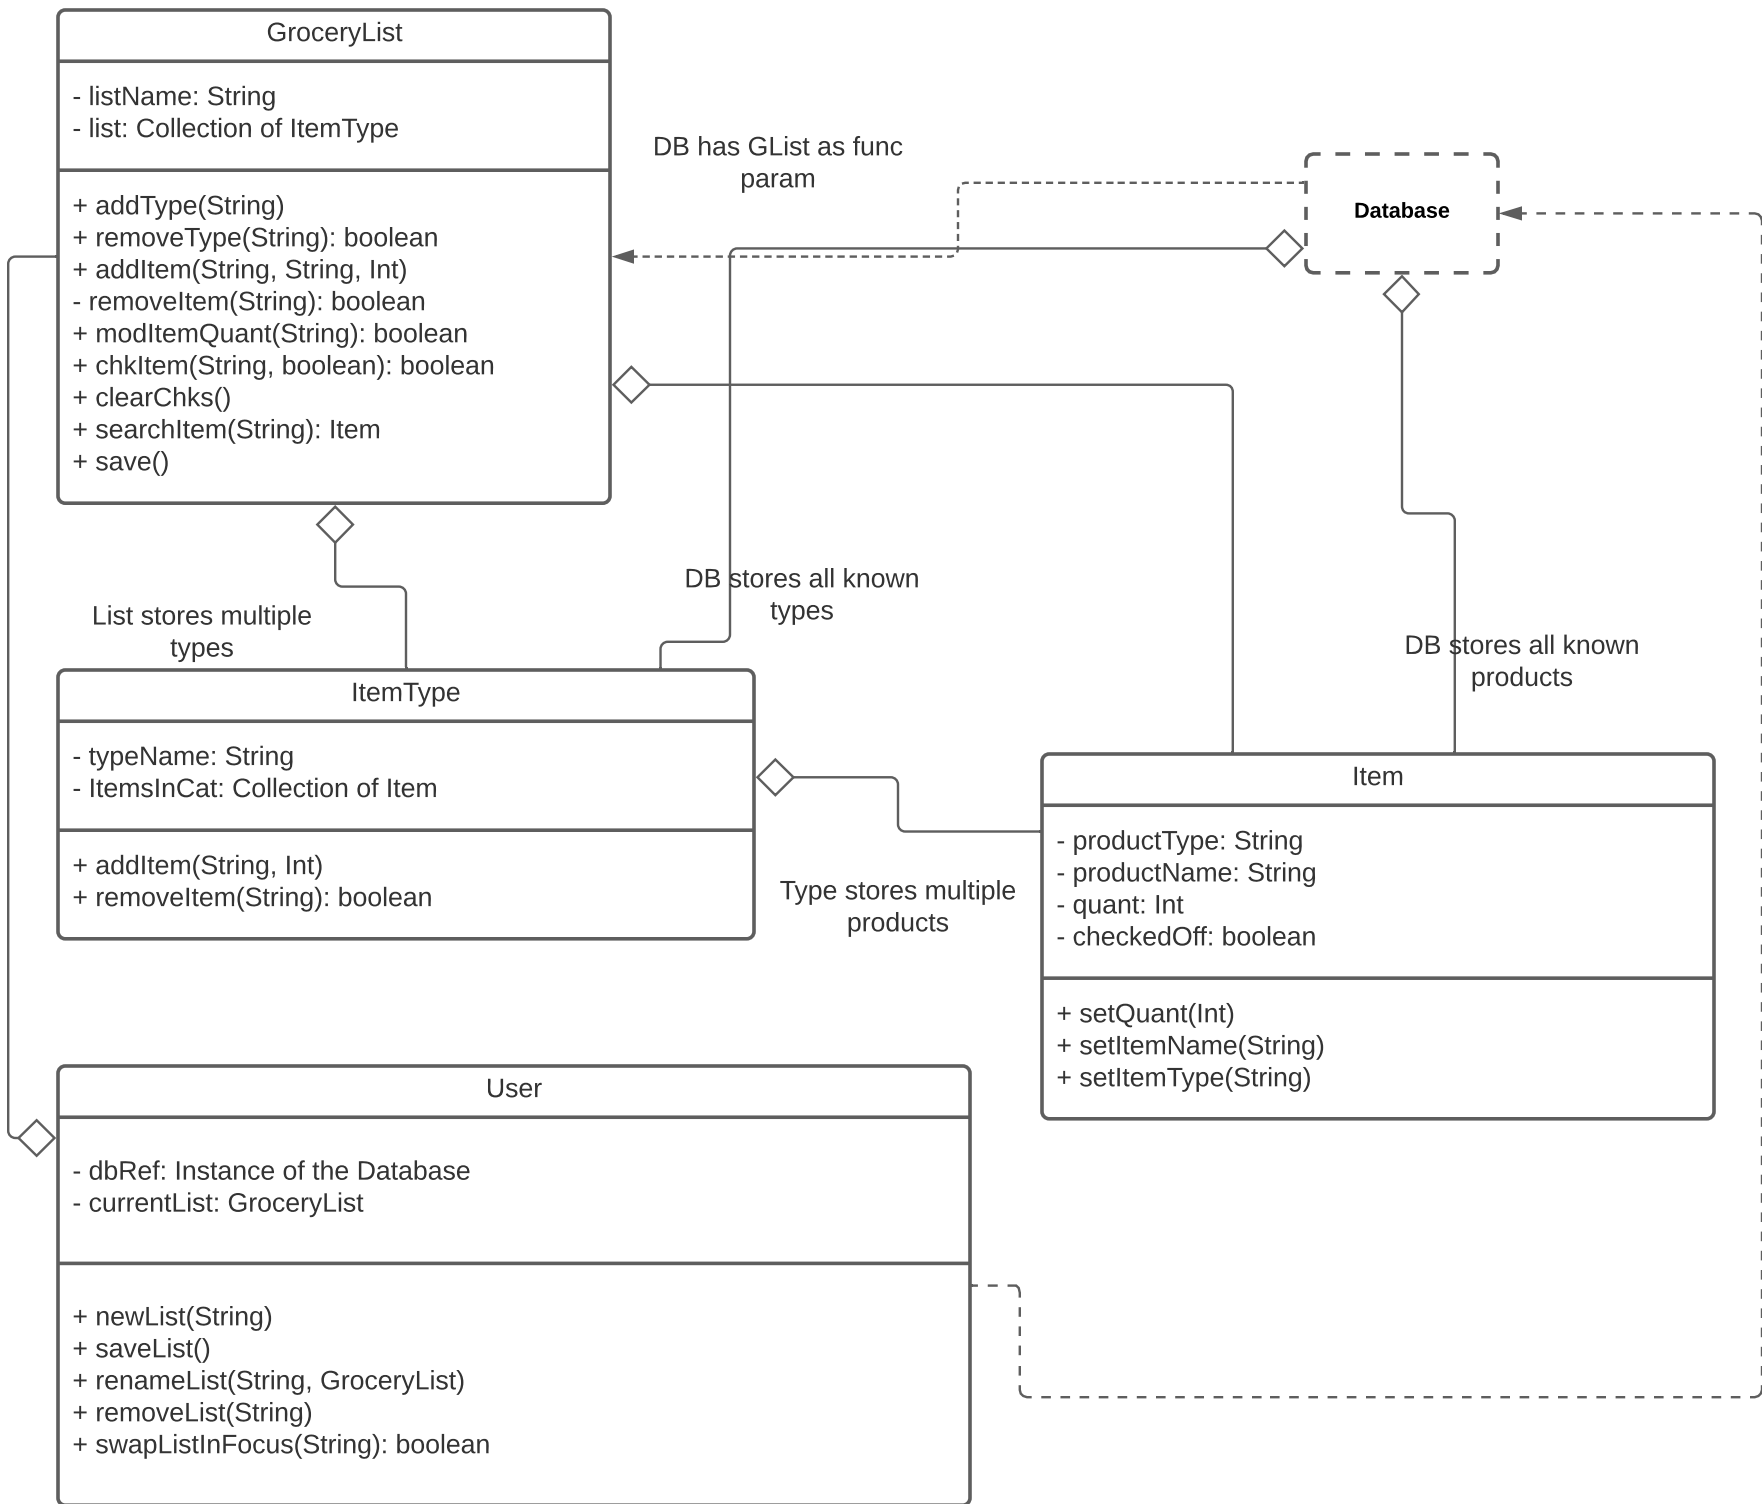 GroceryList
- listName: String
- list: Collection of ItemType
+ addType(String)
+ removeType(String): boolean
+ addItem(String, String, Int)
- removeItem(String): boolean
+ modItemQuant(String): boolean
+ chkItem(String, boolean): boolean
+ clearChks()
+ searchItem(String): Item
+ save()
DB has GList as func
param
Database
List stores multiple
types
DB stores all known
types
DB stores all known
products
ItemType
- typeName: String
- ItemsInCat: Collection of Item
+ addItem(String, Int)
+ removeItem(String): boolean
Type stores multiple
products
Item
- productType: String
- productName: String
- quant: Int
- checkedOff: boolean
+ setQuant(Int)
+ setItemName(String)
+ setItemType(String)
User
- dbRef: Instance of the Database
- currentList: GroceryList
+ newList(String)
+ saveList()
+ renameList(String, GroceryList)
+ removeList(String)
+ swapListInFocus(String): boolean